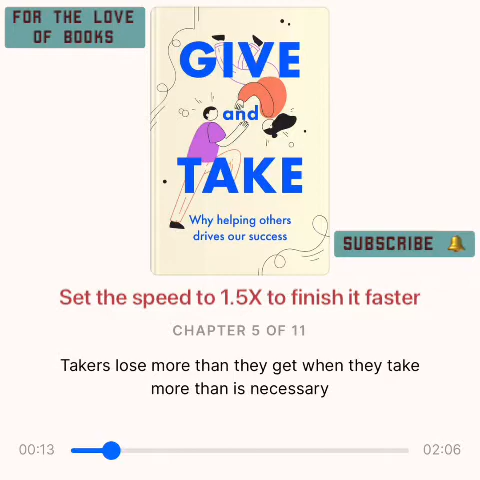 FOR THE LOVE
OF BOOKS
GIVE
and
TAKE
Why helping others
drives our success
SUBSCRIBE 🔔
Set the speed to 1.5X to finish it faster
CHAPTER 5 OF 11
Takers lose more than they get when they take
more than is necessary
00:13
02:06